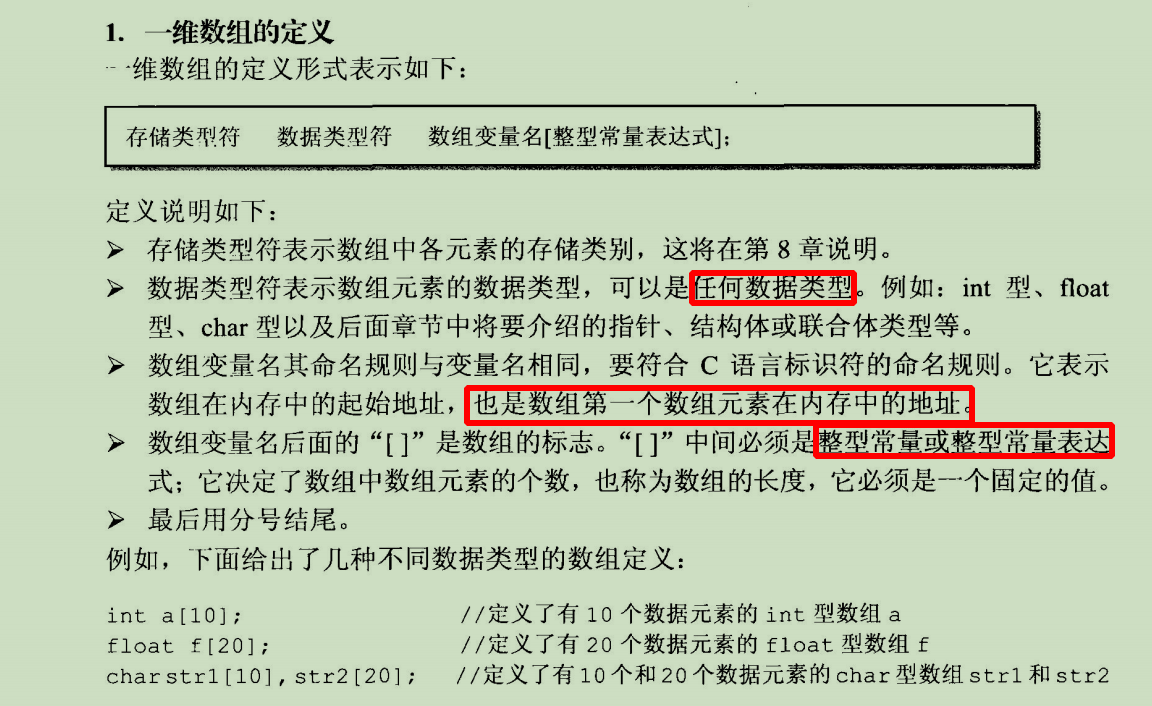 1. 一维数组的定义
一维数组的定义形式表示如下：
存储类型符 数据类型符 数组变量名[整型常量表达式];
定义说明如下：
➢ 存储类型符表示数组中各元素的存储类别，这将在第 8 章说明。
➢ 数据类型符表示数组元素的数据类型，可以是任何数据类型。例如：int 型、float
型、char 型以及后面章节中将要介绍的指针、结构体或联合体类型等。
➢ 数组变量名其命名规则与变量名相同，要符合 C 语言标识符的命名规则。它表示
数组在内存中的起始地址，也是数组第一个数组元素在内存中的地址。
➢ 数组变量名后面的“[ ]”是数组的标志。“[ ]”中间必须是整型常量或整型常量表达
式；它决定了数组中数组元素的个数，也称为数组的长度，它必须是一个固定的值。
➢ 最后用分号结尾。
例如，下面给出了几种不同数据类型的数组定义：
int a[10]; //定义了有 10 个数据元素的 int 型数组 a
float f[20]; //定义了有 20 个数据元素的 float 型数组 f
char str1[10],str2[20]; //定义了有10个和20个数据元素的char型数组str1和str2